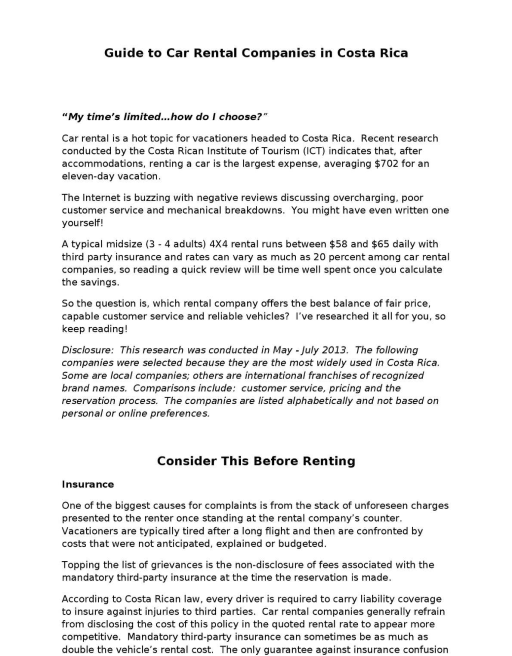 Guide to Car Rental Companies in Costa Rica
“My time’s limited…how do I choose?”
Car rental is a hot topic for vacationers headed to Costa Rica.  Recent research
conducted by the Costa Rican Institute of Tourism (ICT) indicates that, after
accommodations, renting a car is the largest expense, averaging $702 for an
eleven-day vacation.
The Internet is buzzing with negative reviews discussing overcharging, poor
customer service and mechanical breakdowns.  You might have even written one
yourself!
A typical midsize (3 - 4 adults) 4X4 rental runs between $58 and $65 daily with
third party insurance and rates can vary as much as 20 percent among car rental
companies, so reading a quick review will be time well spent once you calculate
the savings.
So the question is, which rental company offers the best balance of fair price,
capable customer service and reliable vehicles?  I’ve researched it all for you, so
keep reading!
Disclosure:  This research was conducted in May - July 2013.  The following
companies were selected because they are the most widely used in Costa Rica.
Some are local companies; others are international franchises of recognized
brand names.  Comparisons include:  customer service, pricing and the
reservation process.  The companies are listed alphabetically and not based on
personal or online preferences.
Consider This Before Renting
Insurance
One of the biggest causes for complaints is from the stack of unforeseen charges
presented to the renter once standing at the rental company’s counter.
Vacationers are typically tired after a long flight and then are confronted by
costs that were not anticipated, explained or budgeted.
Topping the list of grievances is the non-disclosure of fees associated with the
mandatory third-party insurance at the time the reservation is made.
According to Costa Rican law, every driver is required to carry liability coverage
to insure against injuries to third parties.  Car rental companies generally refrain
from disclosing the cost of this policy in the quoted rental rate to appear more
competitive.  Mandatory third-party insurance can sometimes be as much as
double the vehicle’s rental cost.  The only guarantee against insurance confusion